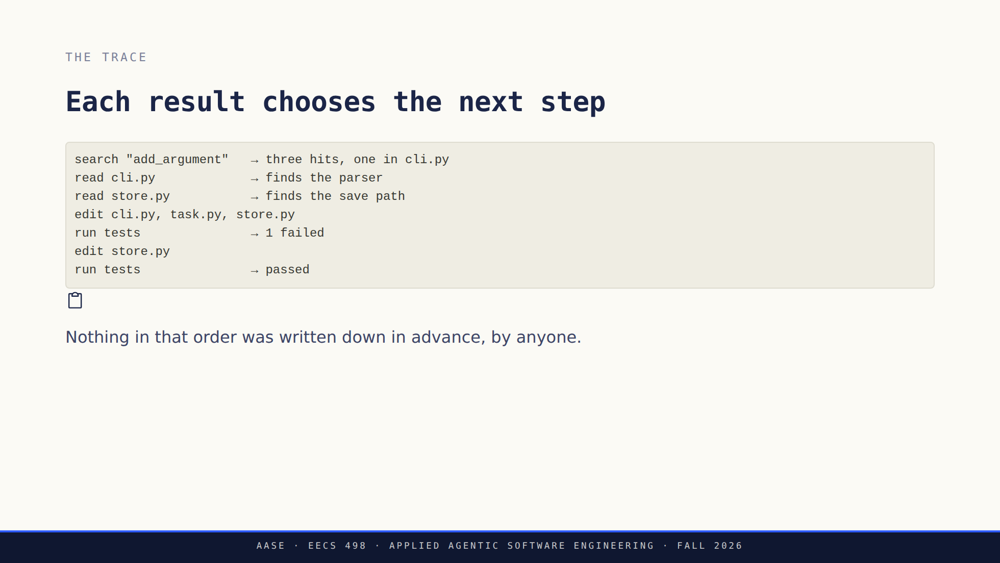 THE TRACE
Each result chooses the next step
search "add_argument"   → three hits, one in cli.py
read cli.py             → finds the parser
read store.py           → finds the save path
edit cli.py, task.py, store.py
run tests               → 1 failed
edit store.py
run tests               → passed
Nothing in that order was written down in advance, by anyone.
AASE · EECS 498 · APPLIED AGENTIC SOFTWARE ENGINEERING · FALL 2026